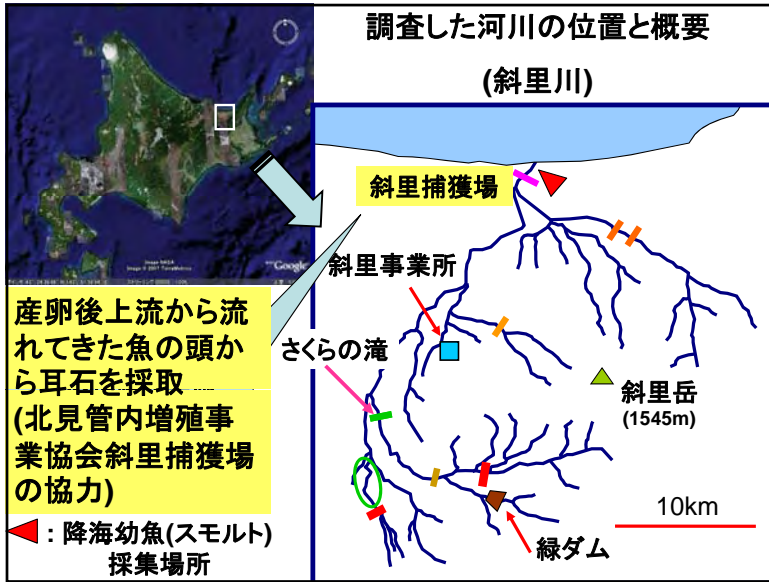 調査した河川の位置と概要
(斜里川)
Image NASA
Google
斜里捕獲場
斜里事業所
さくらの滝
斜里岳
(1545m)
緑ダム
10km
産卵後上流から流
れてきた魚の頭か
ら耳石を採取
(北見管内増殖事
業協会斜里捕獲場
の協力)
: 降海幼魚(スモルト)
採集場所